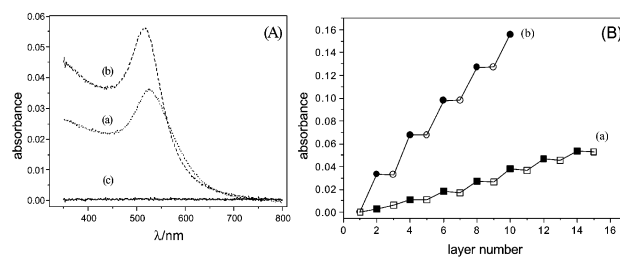 0.06
0.05
0.04
0.03
0.02
0.01
0.00
absorbance
(A)
(b)
(a)
(c)
400
500
600
700
800
λ/nm
0.16
0.14
0.12
0.10
0.08
0.06
0.04
0.02
0.00
absorbance
(B)
(b)
(a)
0
2
4
6
8
10
12
14
16
layer number